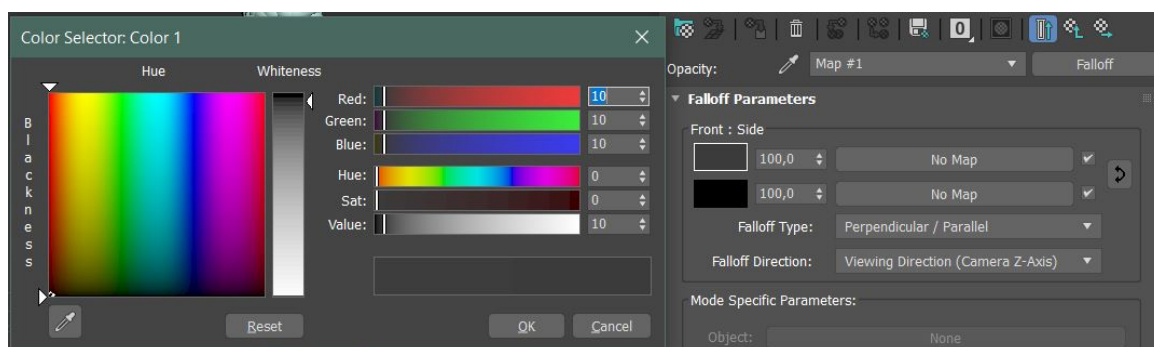 Color Selector: Color 1
Hue
Whiteness
Blackness
Red: 10
Green: 10
Blue: 10
Hue: 0
Sat: 0
Value: 10
Reset
OK
Cancel
0
Opacity: Map #1 Falloff
Falloff Parameters
Front : Side
100,0 No Map
100,0 No Map
Falloff Type: Perpendicular / Parallel
Falloff Direction: Viewing Direction (Camera Z-Axis)
Mode Specific Parameters:
Object: None